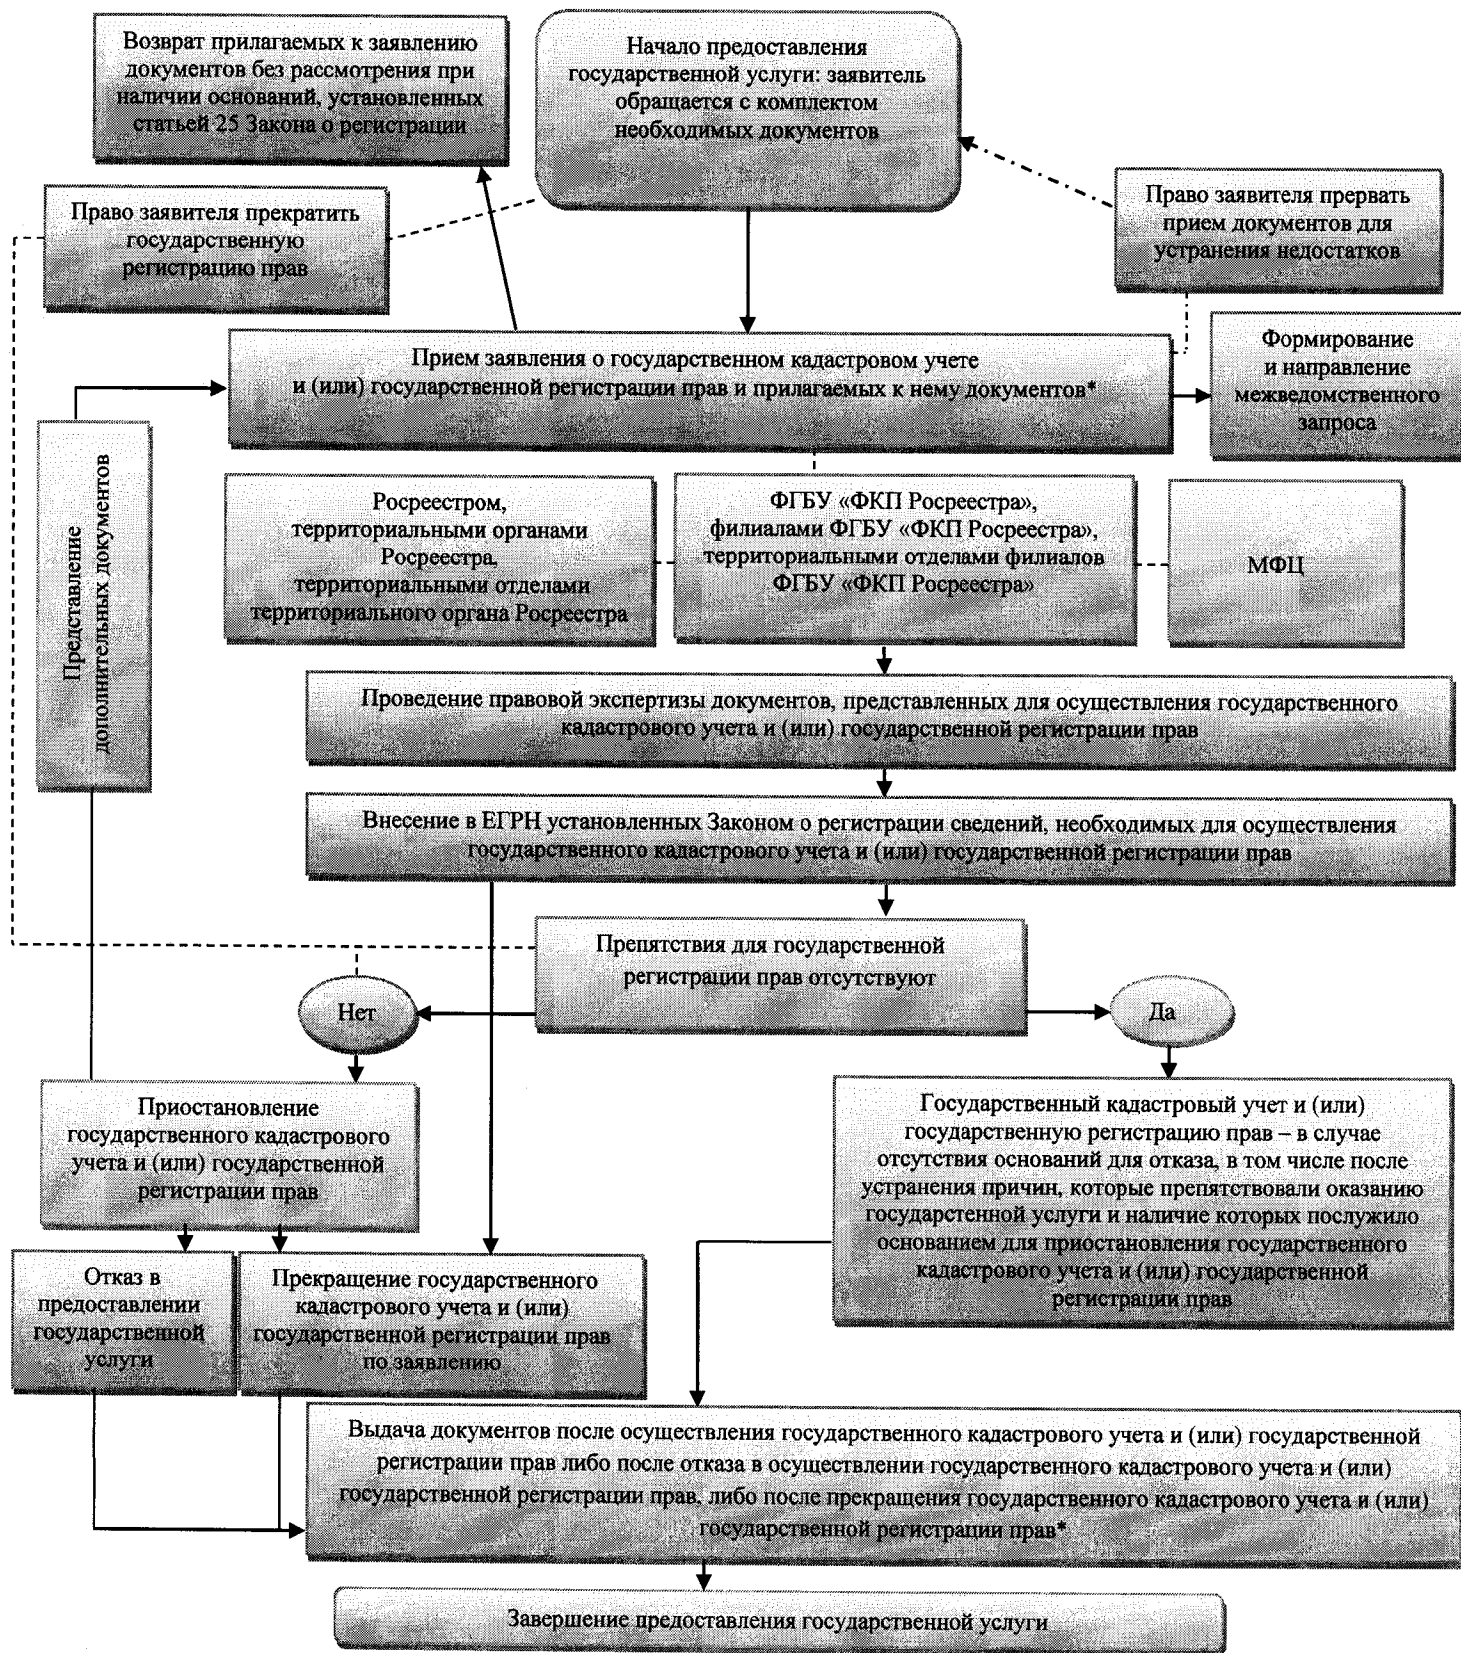 Возврат прилагаемых к заявлению
документов без рассмотрения при
наличии оснований, установленных
статьей 25 Закона о регистрации
Начало предоставления
государственной услуги: заявитель
обращается с комплектом
необходимых документов
Право заявителя прекратить
государственную
регистрацию прав
Право заявителя прервать
прием документов для
устранения недостатков
Прием заявления о государственном кадастровом учете
и (или) государственной регистрации прав и прилагаемых к нему документов*
Формирование
и направление
межведомственного
запроса
Представление
дополнительных документов
Росреестром,
территориальными органами
Росреестра,
территориальными отделами
территориального органа Росреестра
ФГБУ «ФКП Росреестра»,
филиалами ФГБУ «ФКП Росреестра»,
территориальными отделами филиалов
ФГБУ «ФКП Росреестра»
МФЦ
Проведение правовой экспертизы документов, представленных для осуществления государственного
кадастрового учета и (или) государственной регистрации прав
Внесение в ЕГРН установленных Законом о регистрации сведений, необходимых для осуществления
государственного кадастрового учета и (или) государственной регистрации прав
Препятствия для государственной
регистрации прав отсутствуют
Нет
Да
Приостановление
государственного кадастрового
учета и (или) государственной
регистрации прав
Государственный кадастровый учет и (или)
государственную регистрацию прав – в случае
отсутствия оснований для отказа, в том числе после
устранения причин, которые препятствовали оказанию
государстенной услуги и наличие которых послужило
основанием для приостановления государственного
кадастрового учета и (или) государственной
регистрации прав
Отказ в
предоставлении
государственной
услуги
Прекращение государственного
кадастрового учета и (или)
государственной регистрации прав
по заявлению
Выдача документов после осуществления государственного кадастрового учета и (или) государственной
регистрации прав либо после отказа в осуществлении государственного кадастрового учета и (или)
государственной регистрации прав, либо после прекращения государственного кадастрового учета и (или)
государственной регистрации прав*
Завершение предоставления государственной услуги